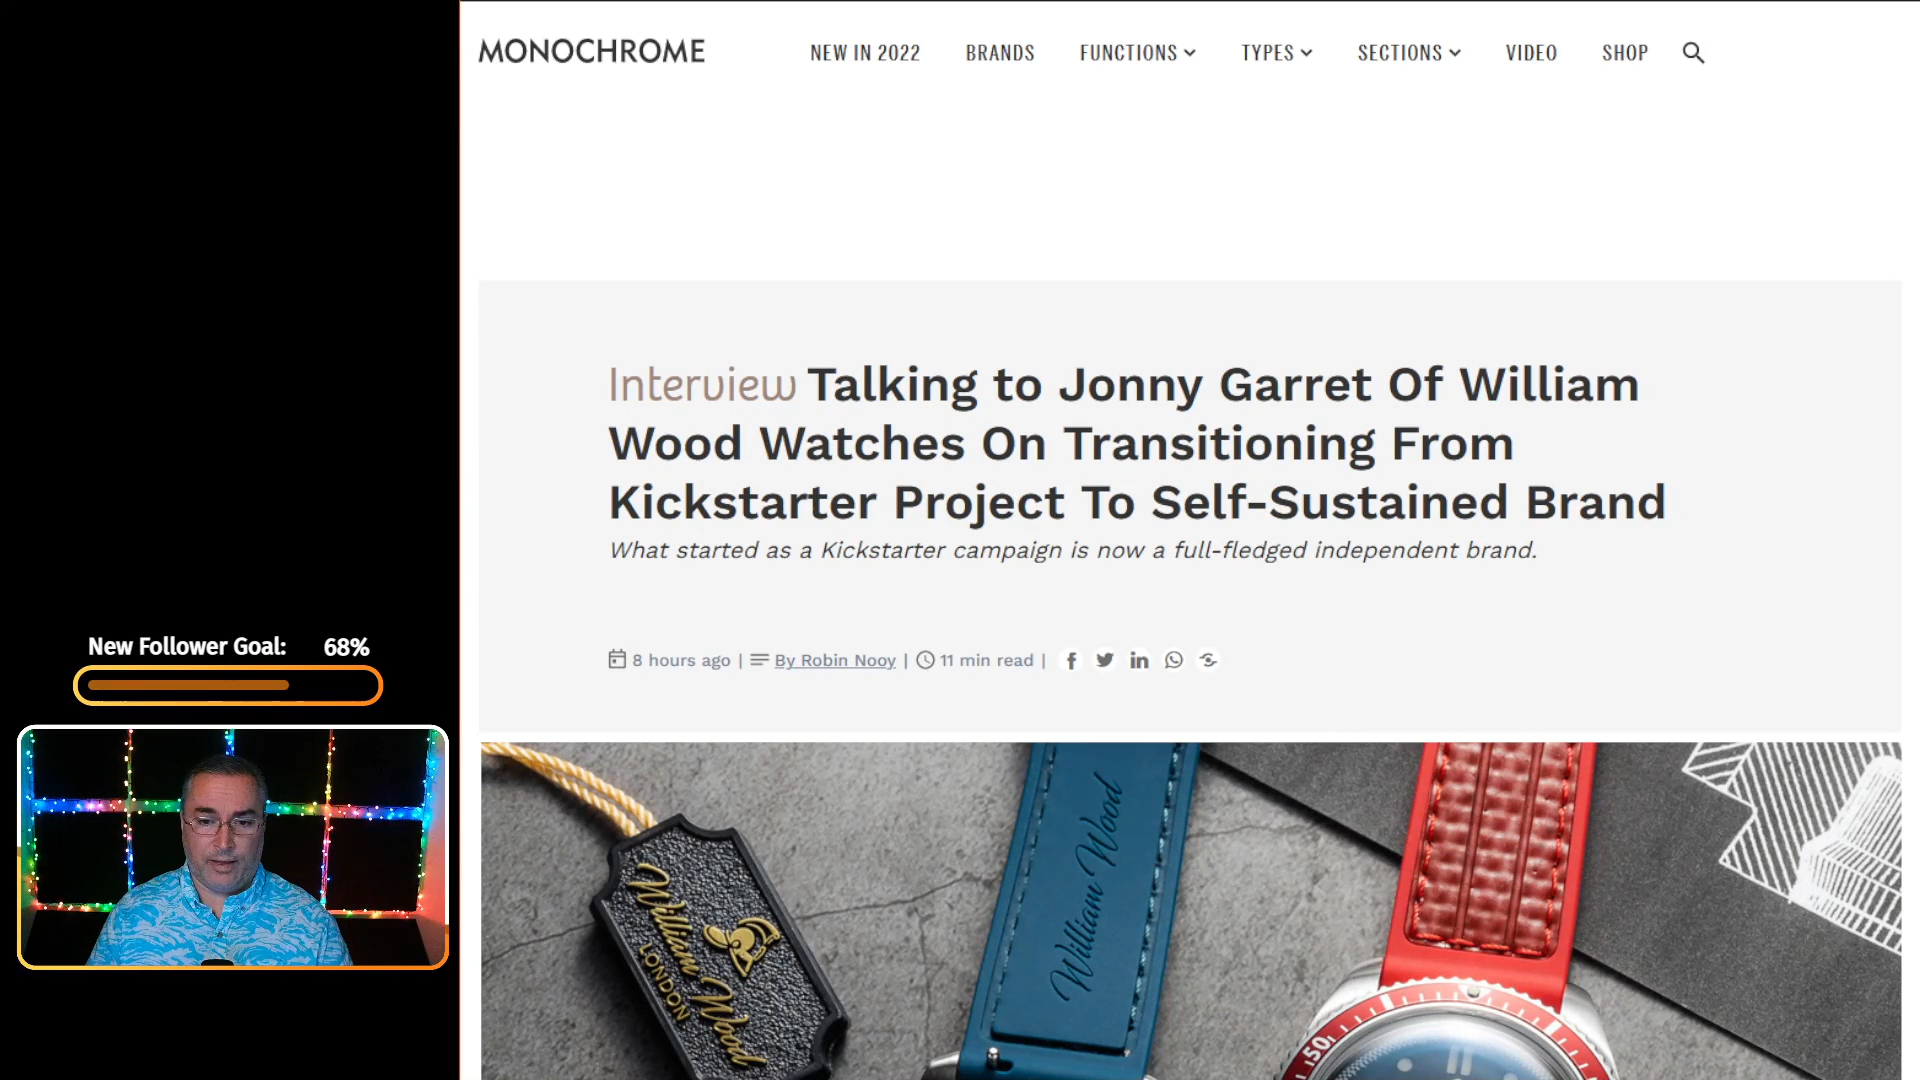 MONOCHROME
NEW IN 2022
BRANDS
FUNCTIONS
TYPES
SECTIONS
VIDEO
SHOP
Interview Talking to Jonny Garret Of William
Wood Watches On Transitioning From
Kickstarter Project To Self-Sustained Brand
What started as a Kickstarter campaign is now a full-fledged independent brand.
8 hours ago | By Robin Nooy | 11 min read |
New Follower Goal: 68%
William Wood
LONDON
William Wood
50